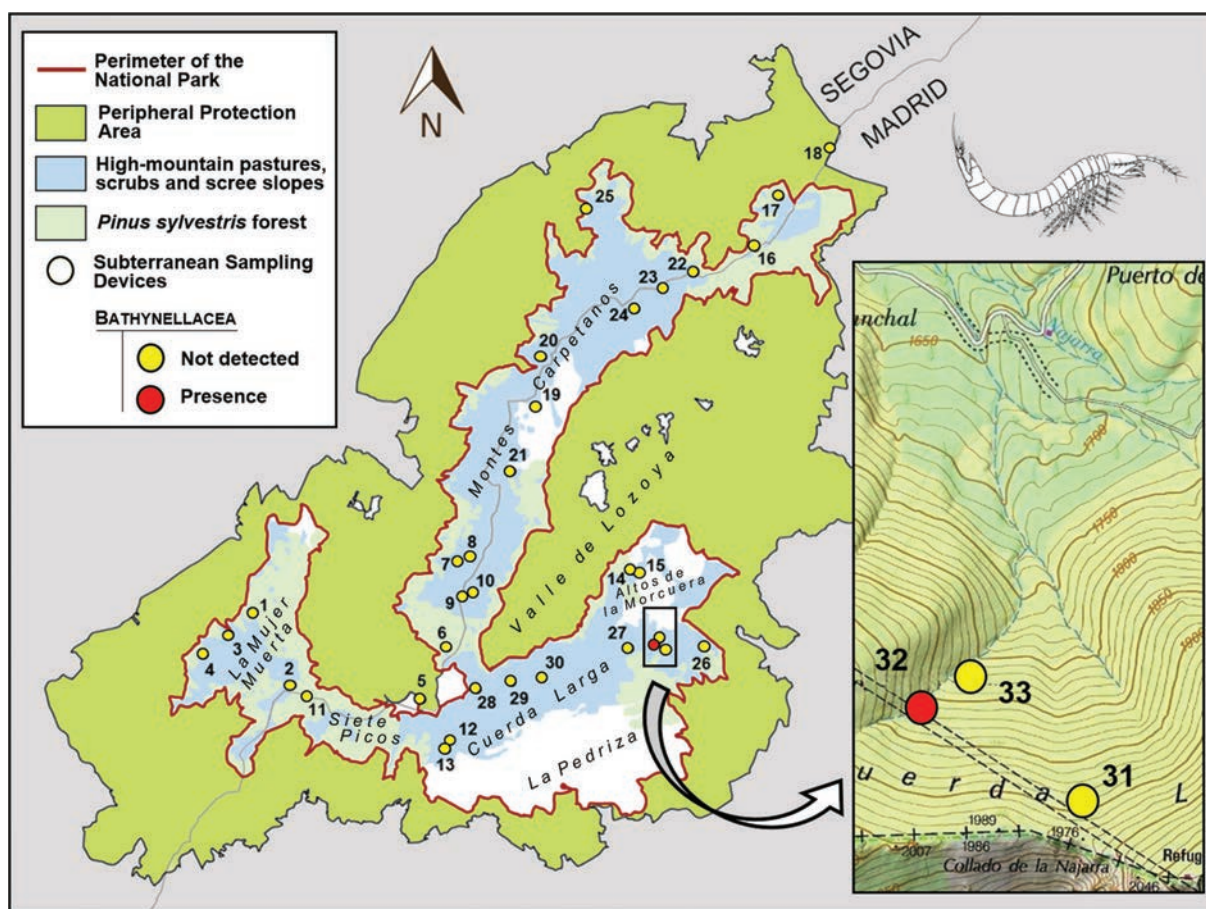 Perimeter of the
National Park
Peripheral Protection
Area
High-mountain pastures,
scrubs and scree slopes
Pinus sylvestris forest
Subterranean Sampling
Devices
BATHYNELLACEA
Not detected
Presence
N
SEGOVIA
MADRID
18
25
17
16
22
23
24
20
Montes Carpetanos
19
21
Valle de Lozoya
8
7
10
9
14
15
Altos de
la Morcuera
1
3
4
La Mujer
Muerta
2
11
6
5
Siete
Picos
27
26
30
29
28
Cuerda Larga
12
13
La Pedriza
Puerto de
unchal
1650
Najarra
1700
1750
1800
1850
1900
32
33
31
uerda L
1989
2007
1986
1976
Collado de la Najarra
Refug
2046